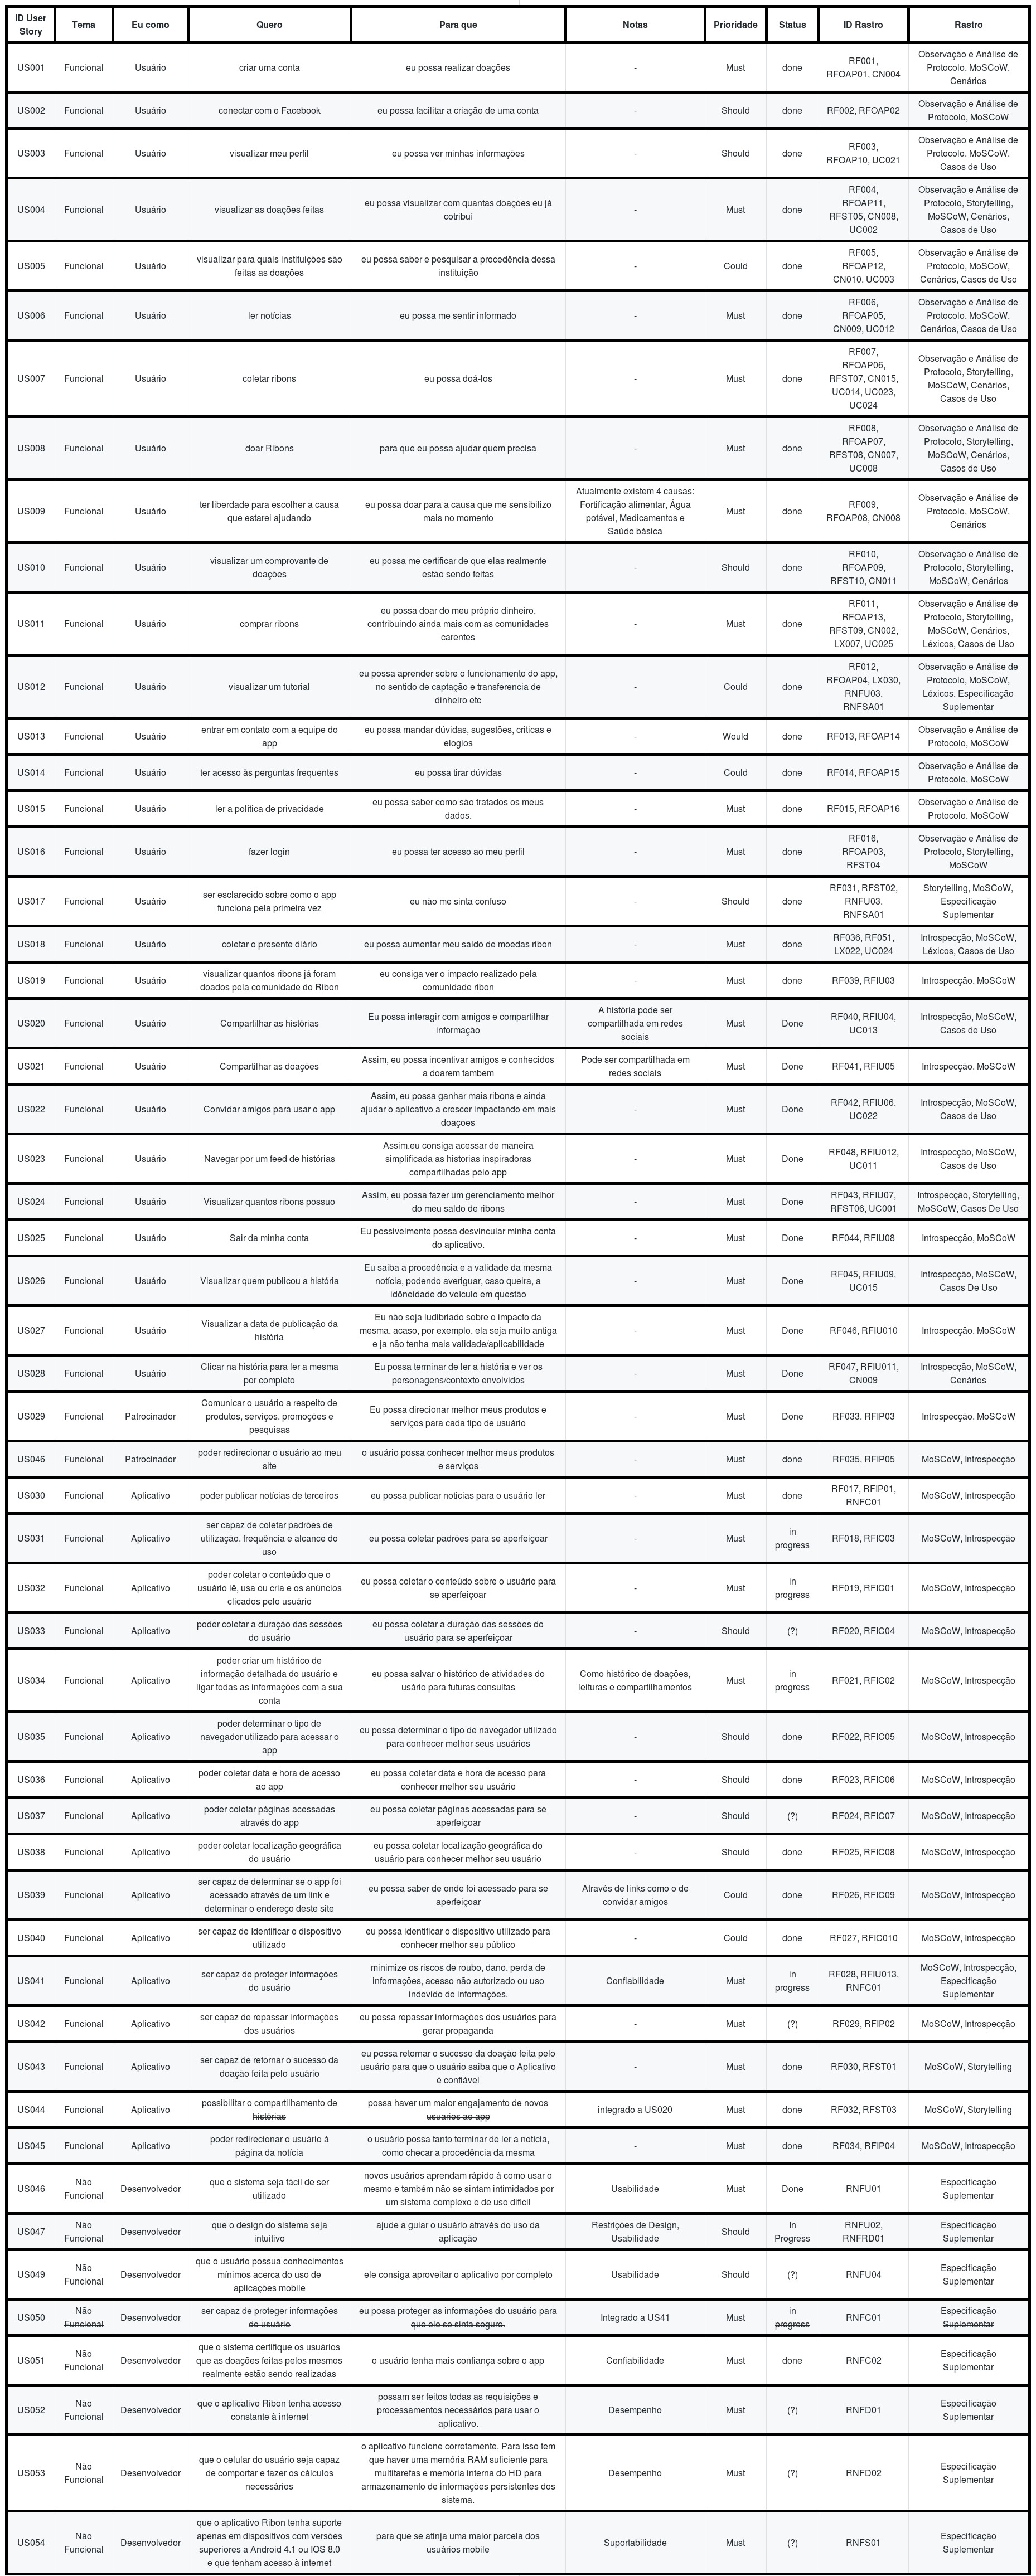 ID User Story | Tema | Eu como | Quero | Para que | Notas | Prioridade | Status | ID Rastro | Rastro
US001 | Funcional | Usuário | criar uma conta | eu possa realizar doações | - | Must | done | RF001, RFOAP01, CN004 | Observação e Análise de Protocolo, MoSCoW, Cenários
US002 | Funcional | Usuário | conectar com o Facebook | eu possa facilitar a criação de uma conta | - | Should | done | RF002, RFOAP02 | Observação e Análise de Protocolo, MoSCoW
US003 | Funcional | Usuário | visualizar meu perfil | eu possa ver minhas informações | - | Should | done | RF003, RFOAP10, UC021 | Observação e Análise de Protocolo, MoSCoW, Casos de Uso
US004 | Funcional | Usuário | visualizar as doações feitas | eu possa visualizar com quantas doações eu já cotribuí | - | Must | done | RF004, RFOAP11, RFST05, CN008, UC002 | Observação e Análise de Protocolo, Storytelling, MoSCoW, Cenários, Casos de Uso
US005 | Funcional | Usuário | visualizar para quais instituições são feitas as doações | eu possa saber e pesquisar a procedência dessa instituição | - | Could | done | RF005, RFOAP12, CN010, UC003 | Observação e Análise de Protocolo, MoSCoW, Cenários, Casos de Uso
US006 | Funcional | Usuário | ler notícias | eu possa me sentir informado | - | Must | done | RF006, RFOAP05, CN009, UC012 | Observação e Análise de Protocolo, MoSCoW, Cenários, Casos de Uso
US007 | Funcional | Usuário | coletar ribons | eu possa doá-los | - | Must | done | RF007, RFOAP06, RFST07, CN015, UC014, UC023, UC024 | Observação e Análise de Protocolo, Storytelling, MoSCoW, Cenários, Casos de Uso
US008 | Funcional | Usuário | doar Ribons | para que eu possa ajudar quem precisa | - | Must | done | RF008, RFOAP07, RFST08, CN007, UC008 | Observação e Análise de Protocolo, Storytelling, MoSCoW, Cenários, Casos de Uso
US009 | Funcional | Usuário | ter liberdade para escolher a causa que estarei ajudando | eu possa doar para a causa que me sensibilizo mais no momento | Atualmente existem 4 causas: Fortificação alimentar, Água potável, Medicamentos e Saúde básica | Must | done | RF009, RFOAP08, CN008 | Observação e Análise de Protocolo, MoSCoW, Cenários
US010 | Funcional | Usuário | visualizar um comprovante de doações | eu possa me certificar de que elas realmente estão sendo feitas | - | Should | done | RF010, RFOAP09, RFST10, CN011 | Observação e Análise de Protocolo, Storytelling, MoSCoW, Cenários
US011 | Funcional | Usuário | comprar ribons | eu possa doar do meu próprio dinheiro, contribuindo ainda mais com as comunidades carentes | - | Must | done | RF011, RFOAP13, RFST09, CN002, LX007, UC025 | Observação e Análise de Protocolo, Storytelling, MoSCoW, Cenários, Léxicos, Casos de Uso
US012 | Funcional | Usuário | visualizar um tutorial | eu possa aprender sobre o funcionamento do app, no sentido de captação e transferencia de dinheiro etc | - | Could | done | RF012, RFOAP04, LX030, RNFU03, RNFSA01 | Observação e Análise de Protocolo, MoSCoW, Léxicos, Especificação Suplementar
US013 | Funcional | Usuário | entrar em contato com a equipe do app | eu possa mandar dúvidas, sugestões, criticas e elogios | - | Would | done | RF013, RFOAP14 | Observação e Análise de Protocolo, MoSCoW
US014 | Funcional | Usuário | ter acesso às perguntas frequentes | eu possa tirar dúvidas | - | Could | done | RF014, RFOAP15 | Observação e Análise de Protocolo, MoSCoW
US015 | Funcional | Usuário | ler a política de privacidade | eu possa saber como são tratados os meus dados. | - | Must | done | RF015, RFOAP16 | Observação e Análise de Protocolo, MoSCoW
US016 | Funcional | Usuário | fazer login | eu possa ter acesso ao meu perfil | - | Must | done | RF016, RFOAP03, RFST04 | Observação e Análise de Protocolo, Storytelling, MoSCoW
US017 | Funcional | Usuário | ser esclarecido sobre como o app funciona pela primeira vez | eu não me sinta confuso | - | Should | done | RF031, RFST02, RNFU03, RNFSA01 | Storytelling, MoSCoW, Especificação Suplementar
US018 | Funcional | Usuário | coletar o presente diário | eu possa aumentar meu saldo de moedas ribon | - | Must | done | RF036, RF051, LX022, UC024 | Introspecção, MoSCoW, Léxicos, Casos de Uso
US019 | Funcional | Usuário | visualizar quantos ribons já foram doados pela comunidade do Ribon | eu consiga ver o impacto realizado pela comunidade ribon | - | Must | done | RF039, RFIU03 | Introspecção, MoSCoW
US020 | Funcional | Usuário | Compartilhar as histórias | Eu possa interagir com amigos e compartilhar informação | A história pode ser compartilhada em redes sociais | Must | Done | RF040, RFIU04, UC013 | Introspecção, MoSCoW, Casos de Uso
US021 | Funcional | Usuário | Compartilhar as doações | Assim, eu possa incentivar amigos e conhecidos a doarem tambem | Pode ser compartilhada em redes sociais | Must | Done | RF041, RFIU05 | Introspecção, MoSCoW
US022 | Funcional | Usuário | Convidar amigos para usar o app | Assim, eu possa ganhar mais ribons e ainda ajudar o aplicativo a crescer impactando em mais doaçoes | - | Must | Done | RF042, RFIU06, UC022 | Introspecção, MoSCoW, Casos de Uso
US023 | Funcional | Usuário | Navegar por um feed de histórias | Assim,eu consiga acessar de maneira simplificada as historias inspiradoras compartilhadas pelo app | - | Must | Done | RF048, RFIU012, UC011 | Introspecção, MoSCoW, Casos de Uso
US024 | Funcional | Usuário | Visualizar quantos ribons possuo | Assim, eu possa fazer um gerenciamento melhor do meu saldo de ribons | - | Must | Done | RF043, RFIU07, RFST06, UC001 | Introspecção, Storytelling, MoSCoW, Casos De Uso
US025 | Funcional | Usuário | Sair da minha conta | Eu possivelmente possa desvincular minha conta do aplicativo. | - | Must | Done | RF044, RFIU08 | Introspecção, MoSCoW
US026 | Funcional | Usuário | Visualizar quem publicou a história | Eu saiba a procedência e a validade da mesma notícia, podendo averiguar, caso queira, a idôneidade do veículo em questão | - | Must | Done | RF045, RFIU09, UC015 | Introspecção, MoSCoW, Casos De Uso
US027 | Funcional | Usuário | Visualizar a data de publicação da história | Eu não seja ludibriado sobre o impacto da mesma, acaso, por exemplo, ela seja muito antiga e ja não tenha mais validade/aplicabilidade | - | Must | Done | RF046, RFIU010 | Introspecção, MoSCoW
US028 | Funcional | Usuário | Clicar na história para ler a mesma por completo | Eu possa terminar de ler a história e ver os personagens/contexto envolvidos | - | Must | Done | RF047, RFIU011, CN009 | Introspecção, MoSCoW, Cenários
US029 | Funcional | Patrocinador | Comunicar o usuário a respeito de produtos, serviços, promoções e pesquisas | Eu possa direcionar melhor meus produtos e serviços para cada tipo de usuário | - | Must | Done | RF033, RFIP03 | Introspecção, MoSCoW
US046 | Funcional | Patrocinador | poder redirecionar o usuário ao meu site | o usuário possa conhecer melhor meus produtos e serviços | - | Must | done | RF035, RFIP05 | MoSCoW, Introspecção
US030 | Funcional | Aplicativo | poder publicar notícias de terceiros | eu possa publicar noticias para o usuário ler | - | Must | done | RF017, RFIP01, RNFC01 | MoSCoW, Introspecção
US031 | Funcional | Aplicativo | ser capaz de coletar padrões de utilização, frequência e alcance do uso | eu possa coletar padrões para se aperfeiçoar | - | Must | in progress | RF018, RFIC03 | MoSCoW, Introspecção
US032 | Funcional | Aplicativo | poder coletar o conteúdo que o usuário lê, usa ou cria e os anúncios clicados pelo usuário | eu possa coletar o conteúdo sobre o usuário para se aperfeiçoar | - | Must | in progress | RF019, RFIC01 | MoSCoW, Introspecção
US033 | Funcional | Aplicativo | poder coletar a duração das sessões do usuário | eu possa coletar a duração das sessões do usuário para se aperfeiçoar | - | Should | (?) | RF020, RFIC04 | MoSCoW, Introspecção
US034 | Funcional | Aplicativo | poder criar um histórico de informação detalhada do usuário e ligar todas as informações com a sua conta | eu possa salvar o histórico de atividades do usário para futuras consultas | Como histórico de doações, leituras e compartilhamentos | Must | in progress | RF021, RFIC02 | MoSCoW, Introspecção
US035 | Funcional | Aplicativo | poder determinar o tipo de navegador utilizado para acessar o app | eu possa determinar o tipo de navegador utilizado para conhecer melhor seus usuários | - | Should | done | RF022, RFIC05 | MoSCoW, Introspecção
US036 | Funcional | Aplicativo | poder coletar data e hora de acesso ao app | eu possa coletar data e hora de acesso para conhecer melhor seu usuário | - | Should | done | RF023, RFIC06 | MoSCoW, Introspecção
US037 | Funcional | Aplicativo | poder coletar páginas acessadas através do app | eu possa coletar páginas acessadas para se aperfeiçoar | - | Should | (?) | RF024, RFIC07 | MoSCoW, Introspecção
US038 | Funcional | Aplicativo | poder coletar localização geográfica do usuário | eu possa coletar localização geográfica do usuário para conhecer melhor seu usuário | - | Should | done | RF025, RFIC08 | MoSCoW, Introspecção
US039 | Funcional | Aplicativo | ser capaz de determinar se o app foi acessado através de um link e determinar o endereço deste site | eu possa saber de onde foi acessado para se aperfeiçoar | Através de links como o de convidar amigos | Could | done | RF026, RFIC09 | MoSCoW, Introspecção
US040 | Funcional | Aplicativo | ser capaz de Identificar o dispositivo utilizado | eu possa identificar o dispositivo utilizado para conhecer melhor seu público | - | Could | done | RF027, RFIC010 | MoSCoW, Introspecção
US041 | Funcional | Aplicativo | ser capaz de proteger informações do usuário | minimize os riscos de roubo, dano, perda de informações, acesso não autorizado ou uso indevido de informações. | Confiabilidade | Must | in progress | RF028, RFIU013, RNFC01 | MoSCoW, Introspecção, Especificação Suplementar
US042 | Funcional | Aplicativo | ser capaz de repassar informações dos usuários | eu possa repassar informações dos usuários para gerar propaganda | - | Must | (?) | RF029, RFIP02 | MoSCoW, Introspecção
US043 | Funcional | Aplicativo | ser capaz de retornar o sucesso da doação feita pelo usuário | eu possa retornar o sucesso da doação feita pelo usuário para que o usuário saiba que o Aplicativo é confiável | - | Must | done | RF030, RFST01 | MoSCoW, Storytelling
US044 | Funcional | Aplicativo | possibilitar o compartilhamento de histórias | possa haver um maior engajamento de novos usuarios ao app | integrado a US020 | Must | done | RF032, RFST03 | MoSCoW, Storytelling
US045 | Funcional | Aplicativo | poder redirecionar o usuário à página da notícia | o usuário possa tanto terminar de ler a notícia, como checar a procedência da mesma | - | Must | done | RF034, RFIP04 | MoSCoW, Introspecção
US046 | Não Funcional | Desenvolvedor | que o sistema seja fácil de ser utilizado | novos usuários aprendam rápido à como usar o mesmo e também não se sintam intimidados por um sistema complexo e de uso difícil | Usabilidade | Must | Done | RNFU01 | Especificação Suplementar
US047 | Não Funcional | Desenvolvedor | que o design do sistema seja intuitivo | ajude a guiar o usuário através do uso da aplicação | Restrições de Design, Usabilidade | Should | In Progress | RNFU02, RNFRD01 | Especificação Suplementar
US049 | Não Funcional | Desenvolvedor | que o usuário possua conhecimentos mínimos acerca do uso de aplicações mobile | ele consiga aproveitar o aplicativo por completo | Usabilidade | Should | (?) | RNFU04 | Especificação Suplementar
US050 | Não Funcional | Desenvolvedor | ser capaz de proteger informações do usuário | eu possa proteger as informações do usuário para que ele se sinta seguro. | Integrado a US41 | Must | in progress | RNFC01 | Especificação Suplementar
US051 | Não Funcional | Desenvolvedor | que o sistema certifique os usuários que as doações feitas pelos mesmos realmente estão sendo realizadas | o usuário tenha mais confiança sobre o app | Confiabilidade | Must | done | RNFC02 | Especificação Suplementar
US052 | Não Funcional | Desenvolvedor | que o aplicativo Ribon tenha acesso constante à internet | possam ser feitos todas as requisições e processamentos necessários para usar o aplicativo. | Desempenho | Must | (?) | RNFD01 | Especificação Suplementar
US053 | Não Funcional | Desenvolvedor | que o celular do usuário seja capaz de comportar e fazer os cálculos necessários | o aplicativo funcione corretamente. Para isso tem que haver uma memória RAM suficiente para multitarefas e memória interna do HD para armazenamento de informações persistentes dos sistema. | Desempenho | Must | (?) | RNFD02 | Especificação Suplementar
US054 | Não Funcional | Desenvolvedor | que o aplicativo Ribon tenha suporte apenas em dispositivos com versões superiores a Android 4.1 ou IOS 8.0 e que tenham acesso à internet | para que se atinja uma maior parcela dos usuários mobile | Suportabilidade | Must | (?) | RNFS01 | Especificação Suplementar